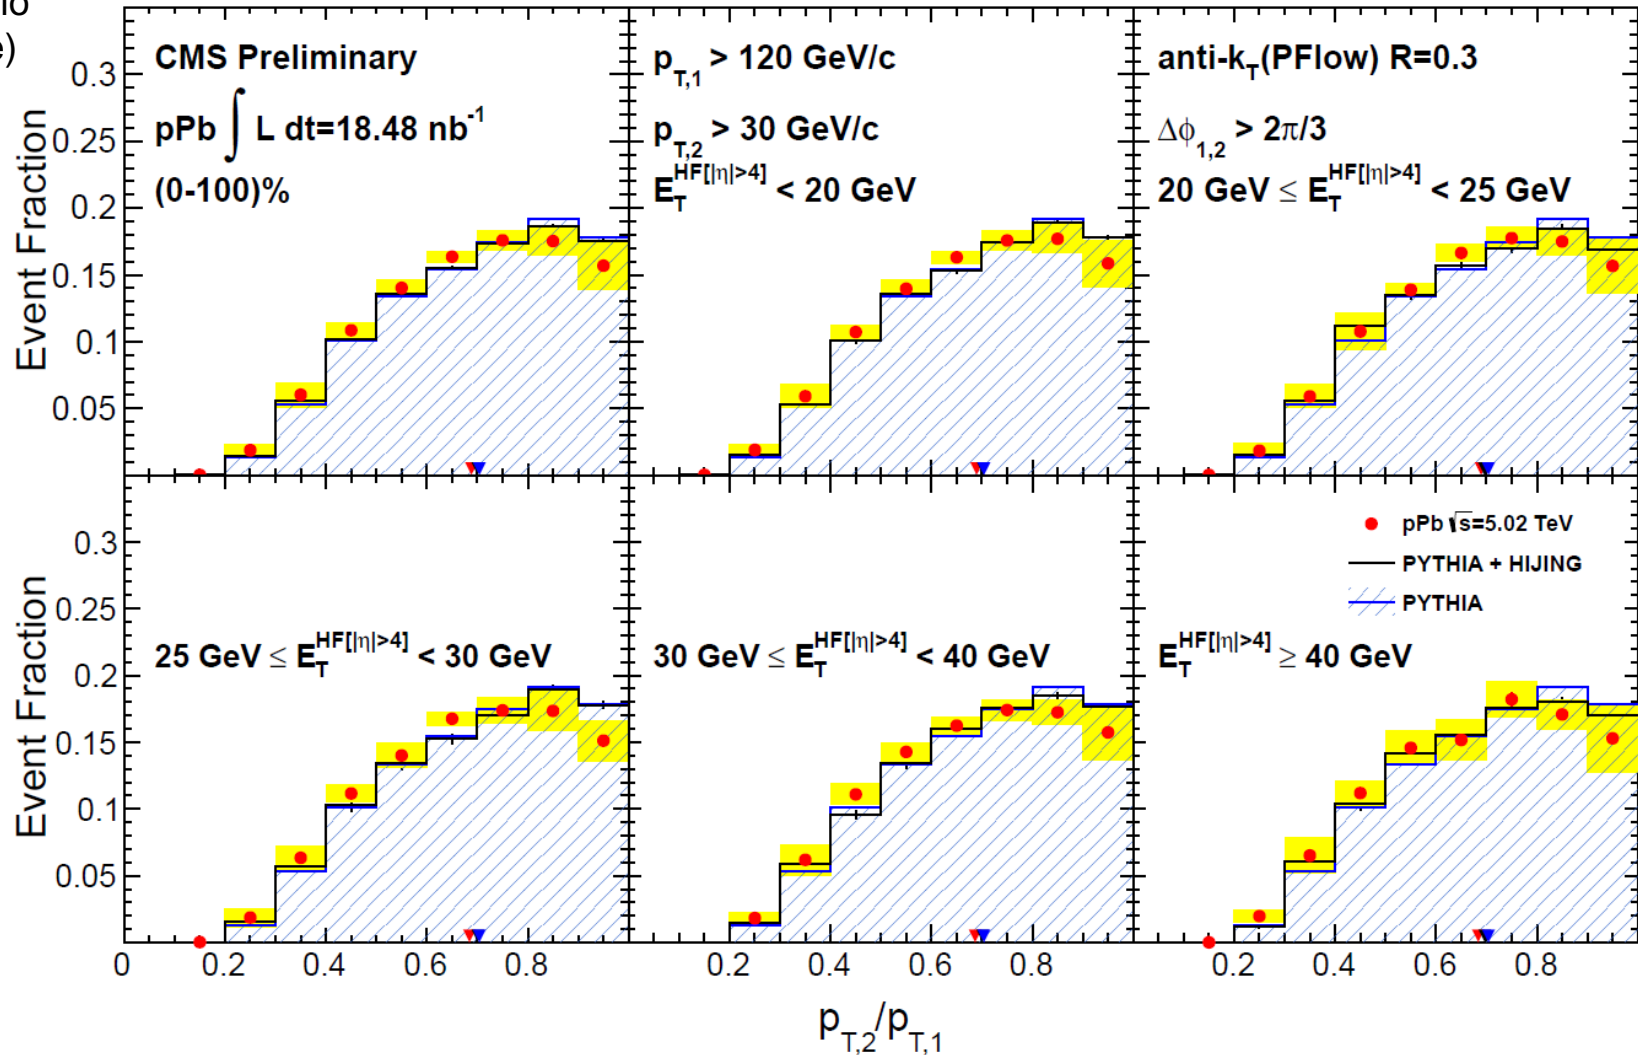 io
e)
CMS Preliminary
pPb ∫ L dt=18.48 nb⁻¹
(0-100)%
p_T,1 > 120 GeV/c
p_T,2 > 30 GeV/c
E_T^HF[|η|>4] < 20 GeV
anti-k_T(PFlow) R=0.3
Δϕ_1,2 > 2π/3
20 GeV ≤ E_T^HF[|η|>4] < 25 GeV
Event Fraction
0.3
0.25
0.2
0.15
0.1
0.05
pPb √s=5.02 TeV
PYTHIA + HIJING
PYTHIA
25 GeV ≤ E_T^HF[|η|>4] < 30 GeV
30 GeV ≤ E_T^HF[|η|>4] < 40 GeV
E_T^HF[|η|>4] ≥ 40 GeV
Event Fraction
0.3
0.25
0.2
0.15
0.1
0.05
0 0.2 0.4 0.6 0.8
0.2 0.4 0.6 0.8
0.2 0.4 0.6 0.8
p_T,2/p_T,1